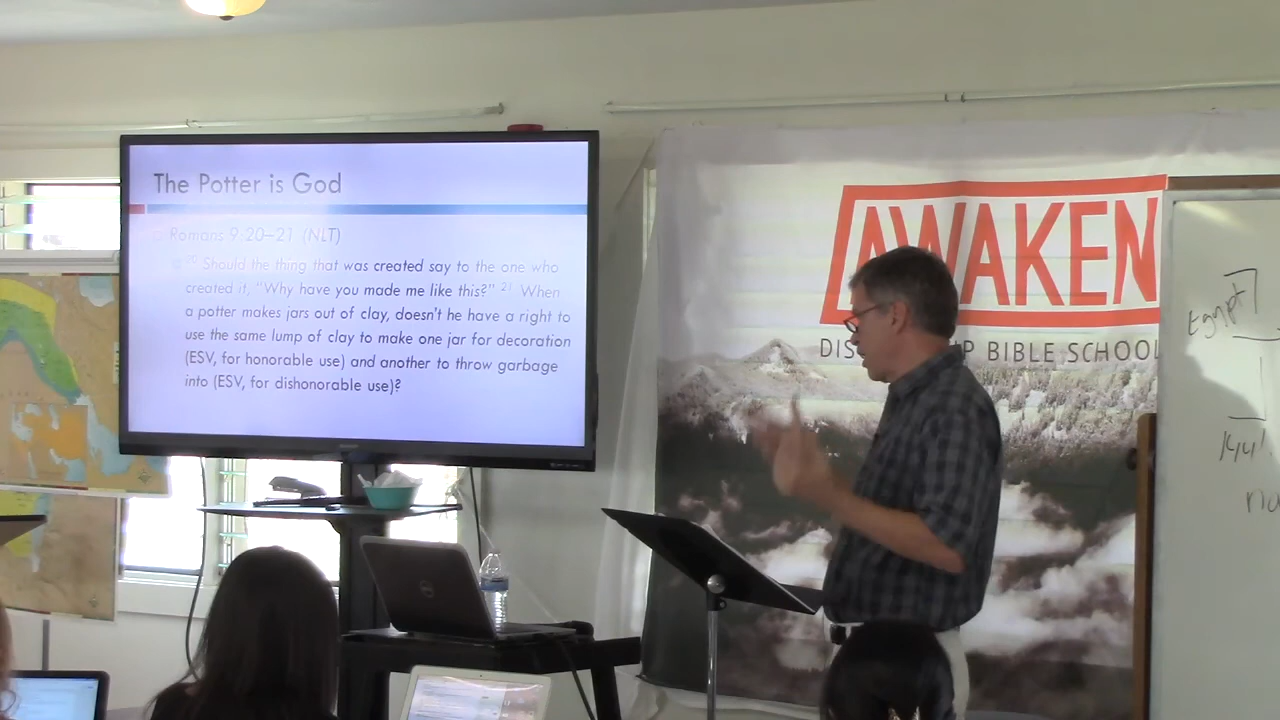 The Potter is God
Romans 9:20–21 (NLT)
20 Should the thing that was created say to the one who
created it, "Why have you made me like this?" 21 When
a potter makes jars out of clay, doesn't he have a right to
use the same lump of clay to make one jar for decoration
(ESV, for honorable use) and another to throw garbage
into (ESV, for dishonorable use)?
AWAKEN
DIS P BIBLE SCHOOL
Egypt